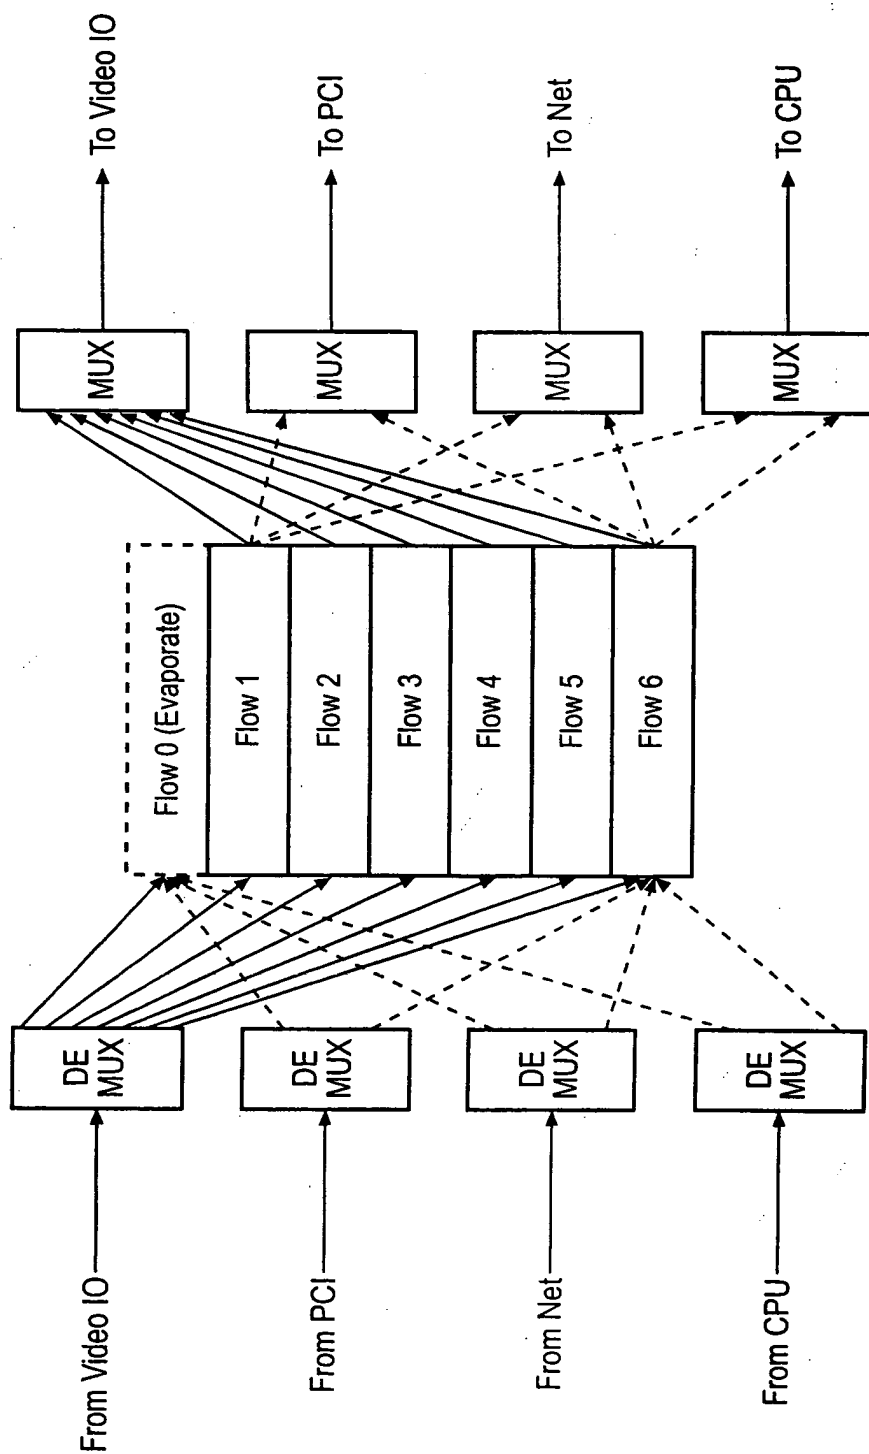 From Video IO
From PCI
From Net
From CPU
DE
MUX
DE
MUX
DE
MUX
DE
MUX
Flow 0 (Evaporate)
Flow 1
Flow 2
Flow 3
Flow 4
Flow 5
Flow 6
MUX
MUX
MUX
MUX
To Video IO
To PCI
To Net
To CPU